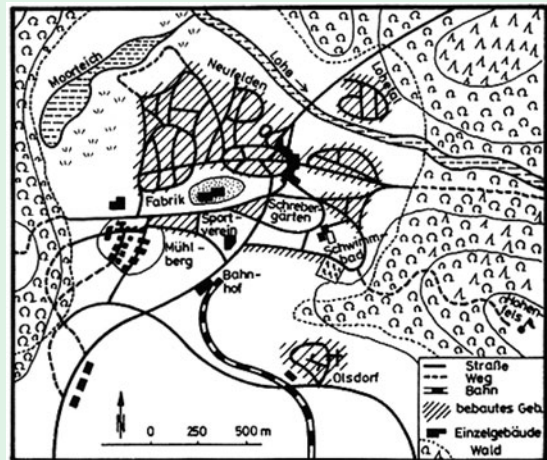 Moorteich
Neufelden
Lohe
Lohetal
Fabrik
Sport-
verein
Schreber-
gärten
Schwimm-
bad
Mühl-
berg
Bahn-
hof
Hohen-
fels
Olsdorf
N
0 250 500 m
Straße
Weg
Bahn
bebautes Geb.
Einzelgebäude
Wald